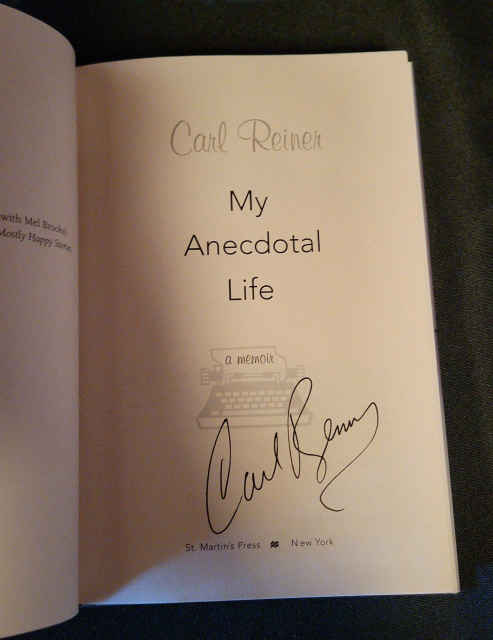 with Mel Brooks)
Mostly Happy Stories
Carl Reiner
My
Anecdotal
Life
a memoir
Carl Reiner
St. Martin's Press New York